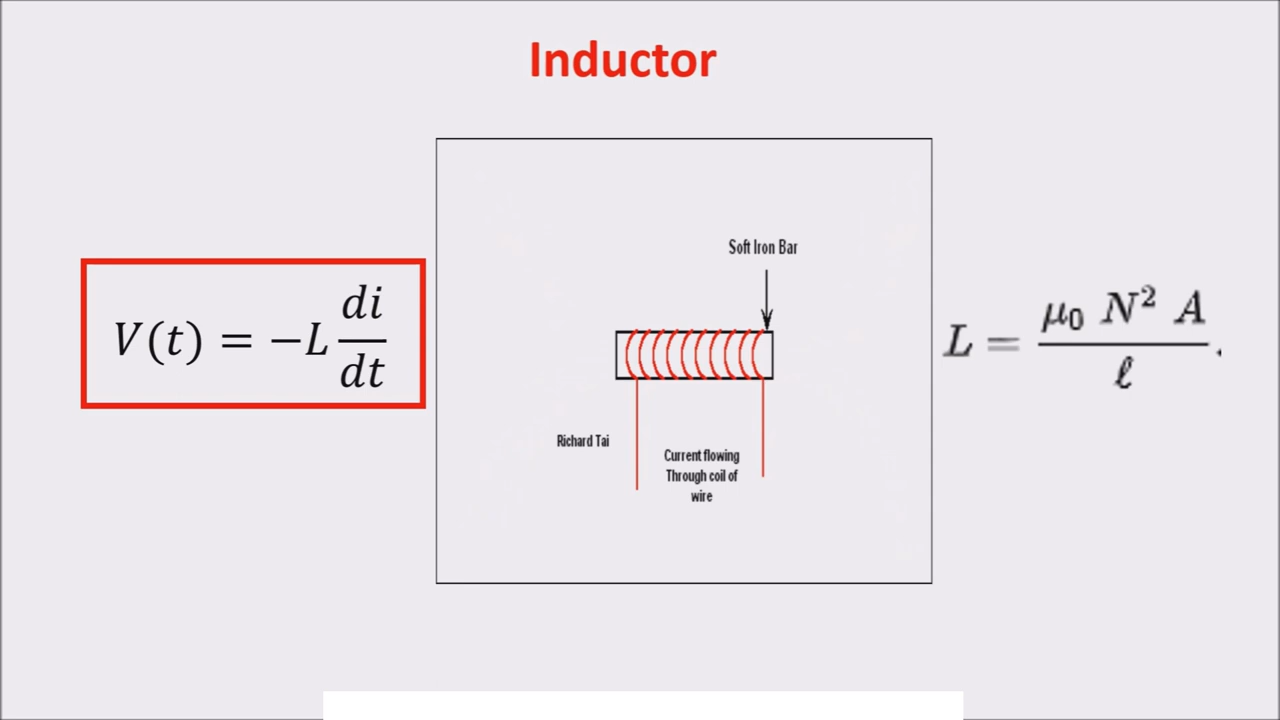 Inductor
V(t) = −L di/dt
Soft Iron Bar
Richard Tai
Current flowing
Through coil of
wire
L = μ₀ N² A / ℓ .